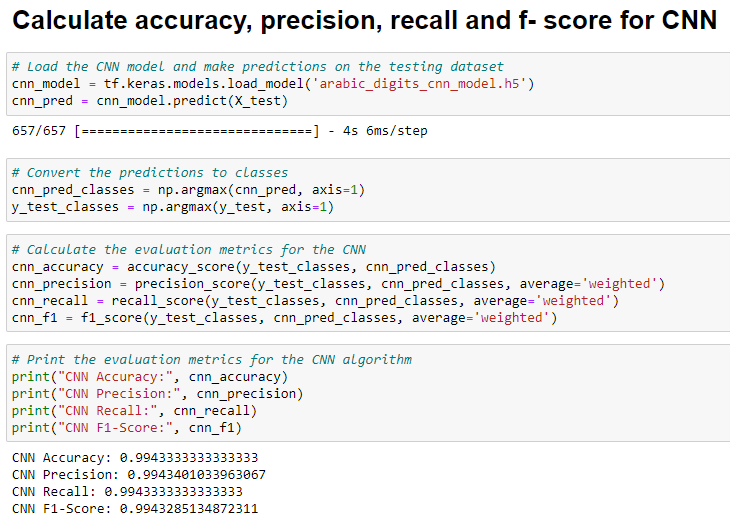 Calculate accuracy, precision, recall and f- score for CNN
# Load the CNN model and make predictions on the testing dataset
cnn_model = tf.keras.models.load_model('arabic_digits_cnn_model.h5')
cnn_pred = cnn_model.predict(X_test)
657/657 [==============================] - 4s 6ms/step
# Convert the predictions to classes
cnn_pred_classes = np.argmax(cnn_pred, axis=1)
y_test_classes = np.argmax(y_test, axis=1)
# Calculate the evaluation metrics for the CNN
cnn_accuracy = accuracy_score(y_test_classes, cnn_pred_classes)
cnn_precision = precision_score(y_test_classes, cnn_pred_classes, average='weighted')
cnn_recall = recall_score(y_test_classes, cnn_pred_classes, average='weighted')
cnn_f1 = f1_score(y_test_classes, cnn_pred_classes, average='weighted')
# Print the evaluation metrics for the CNN algorithm
print("CNN Accuracy:", cnn_accuracy)
print("CNN Precision:", cnn_precision)
print("CNN Recall:", cnn_recall)
print("CNN F1-Score:", cnn_f1)
CNN Accuracy: 0.9943333333333333
CNN Precision: 0.9943401033963067
CNN Recall: 0.9943333333333333
CNN F1-Score: 0.9943285134872311